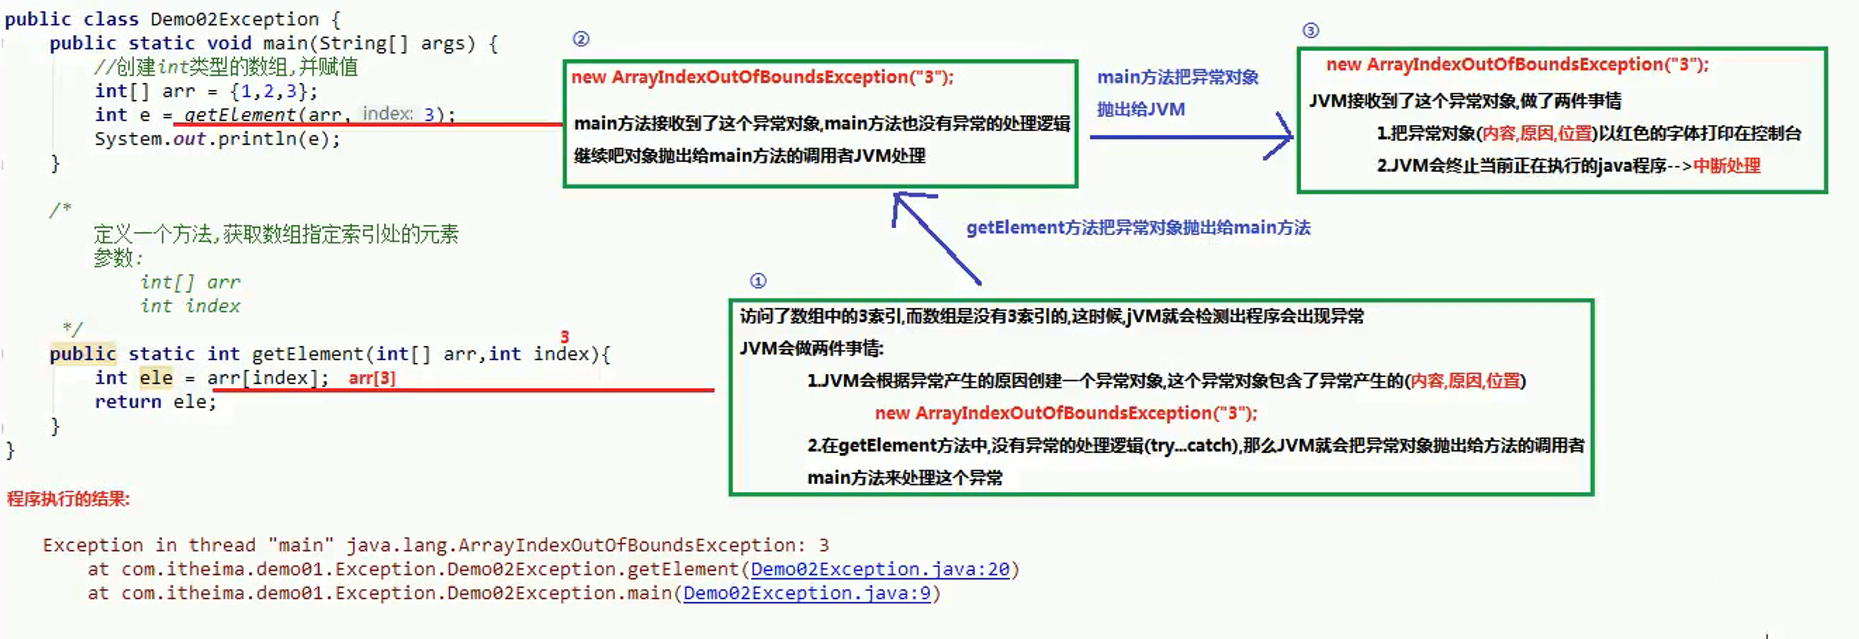 public class Demo02Exception {
public static void main(String[] args) {
//创建int类型的数组,并赋值
int[] arr = {1,2,3};
int e = getElement(arr, index: 3);
System.out.println(e);
}
/*
定义一个方法,获取数组指定索引处的元素
参数:
int[] arr
int index
*/
3
public static int getElement(int[] arr,int index){
int ele = arr[index]; arr[3]
return ele;
}
}
②
new ArrayIndexOutOfBoundsException("3");
main方法接收到了这个异常对象,main方法也没有异常的处理逻辑
继续吧对象抛出给main方法的调用者JVM处理
main方法把异常对象
抛出给JVM
③
new ArrayIndexOutOfBoundsException("3");
JVM接收到了这个异常对象,做了两件事情
1.把异常对象(内容,原因,位置)以红色的字体打印在控制台
2.JVM会终止当前正在执行的java程序-->中断处理
getElement方法把异常对象抛出给main方法
①
访问了数组中的3索引,而数组是没有3索引的,这时候,jVM就会检测出程序会出现异常
JVM会做两件事情:
1.JVM会根据异常产生的原因创建一个异常对象,这个异常对象包含了异常产生的(内容,原因,位置)
new ArrayIndexOutOfBoundsException("3");
2.在getElement方法中,没有异常的处理逻辑(try...catch),那么JVM就会把异常对象抛出给方法的调用者
main方法来处理这个异常
程序执行的结果:
Exception in thread "main" java.lang.ArrayIndexOutOfBoundsException: 3
at com.itheima.demo01.Exception.Demo02Exception.getElement(Demo02Exception.java:20)
at com.itheima.demo01.Exception.Demo02Exception.main(Demo02Exception.java:9)